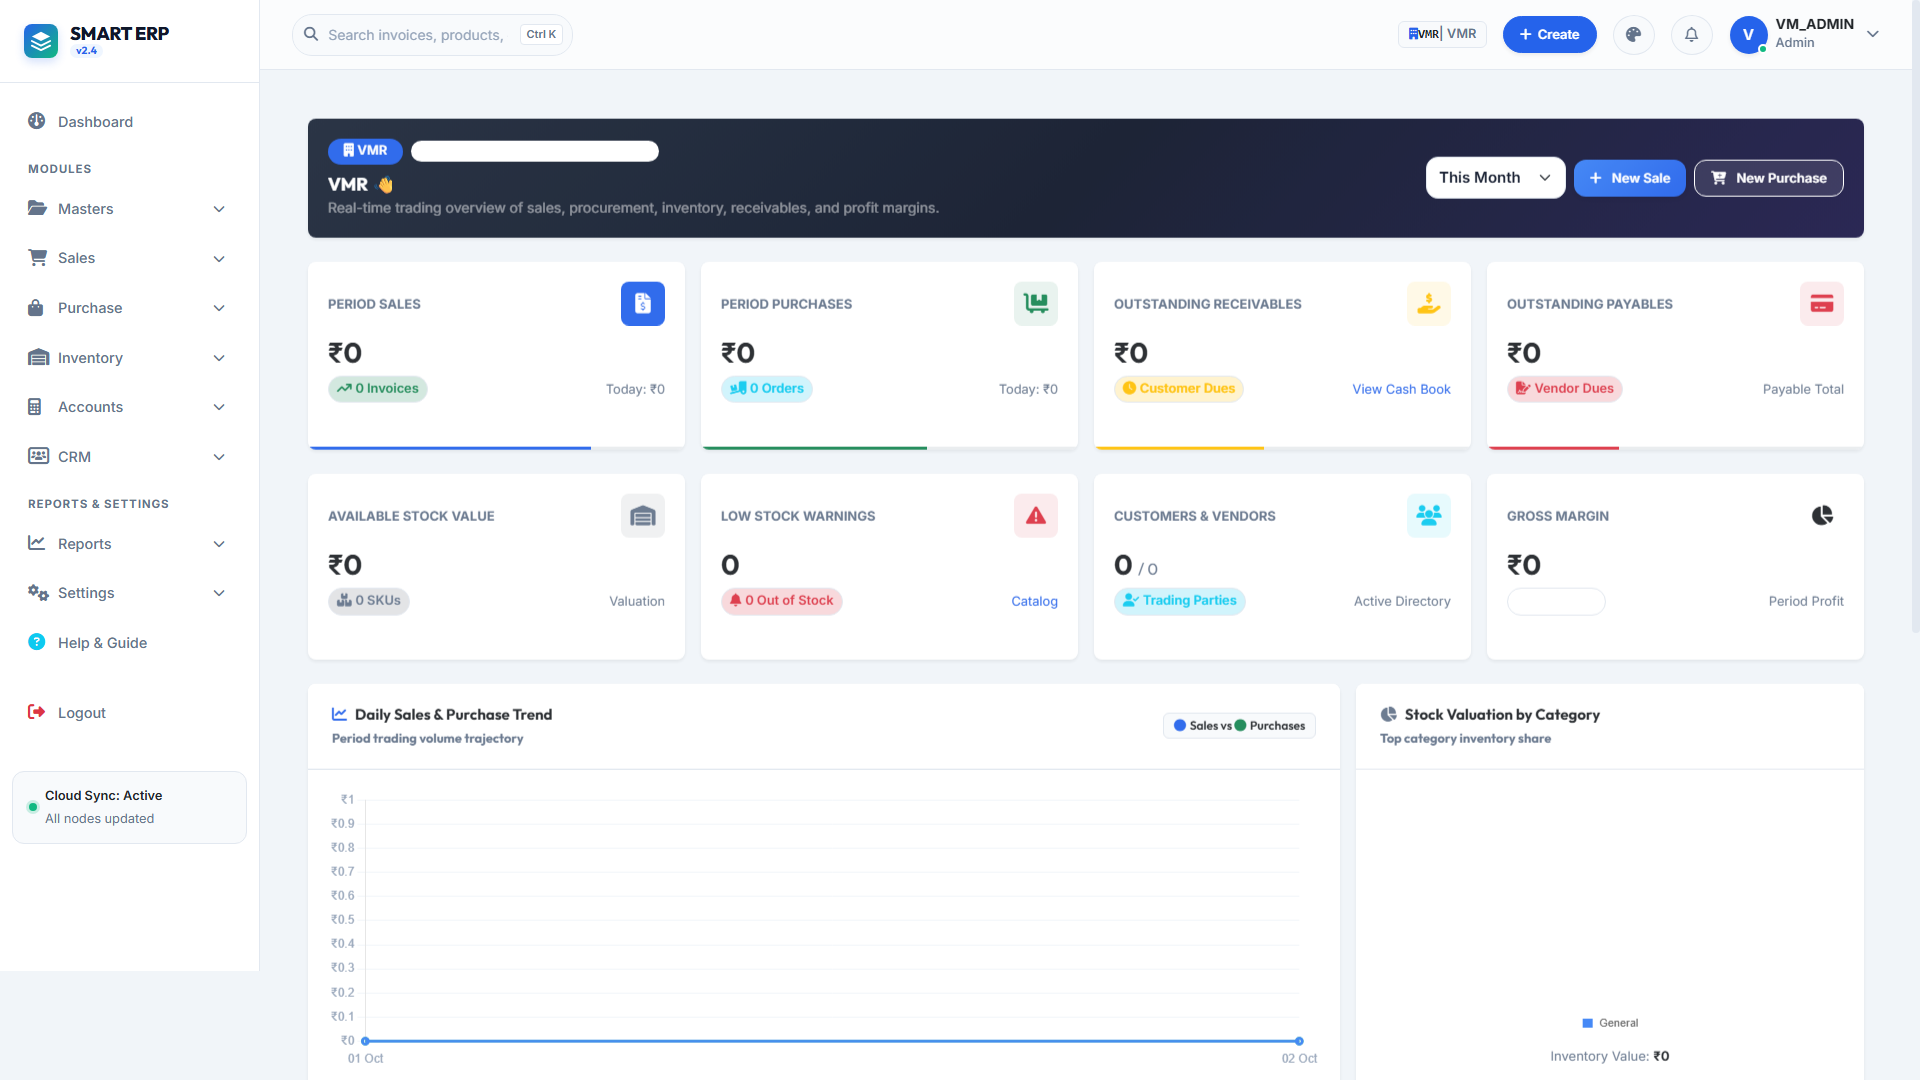 SMART ERP
v2.4
Search invoices, products,
Ctrl K
VMR| VMR
Create
V
VM_ADMIN
Admin
Dashboard
MODULES
Masters
Sales
Purchase
Inventory
Accounts
CRM
REPORTS & SETTINGS
Reports
Settings
Help & Guide
Logout
Cloud Sync: Active
All nodes updated
VMR
VMR 👋
Real-time trading overview of sales, procurement, inventory, receivables, and profit margins.
This Month
New Sale
New Purchase
PERIOD SALES
₹0
0 Invoices
Today: ₹0
PERIOD PURCHASES
₹0
0 Orders
Today: ₹0
OUTSTANDING RECEIVABLES
₹0
Customer Dues
View Cash Book
OUTSTANDING PAYABLES
₹0
Vendor Dues
Payable Total
AVAILABLE STOCK VALUE
₹0
0 SKUs
Valuation
LOW STOCK WARNINGS
0
0 Out of Stock
Catalog
CUSTOMERS & VENDORS
0 / 0
Trading Parties
Active Directory
GROSS MARGIN
₹0
Period Profit
Daily Sales & Purchase Trend
Period trading volume trajectory
Sales vs Purchases
₹1
₹0.9
₹0.8
₹0.7
₹0.6
₹0.5
₹0.4
₹0.3
₹0.2
₹0.1
₹0
01 Oct
02 Oct
Stock Valuation by Category
Top category inventory share
General
Inventory Value: ₹0